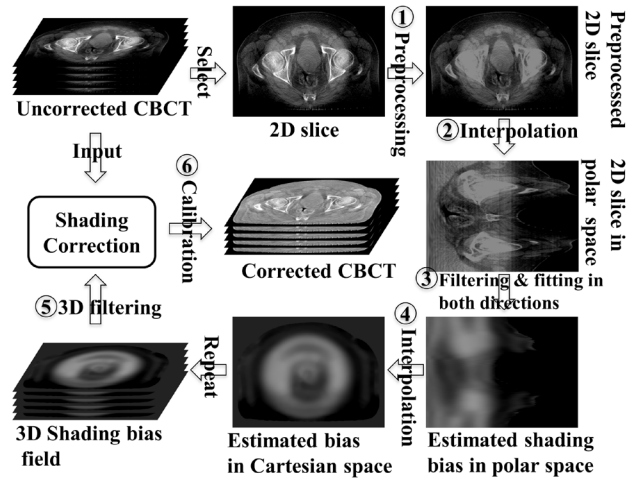 Uncorrected CBCT
Select
2D slice
① Preprocessing
Preprocessed
2D slice
② Interpolation
2D slice in
polar space
③ Filtering & fitting in
both directions
Estimated shading
bias in polar space
④ Interpolation
Estimated bias
in Cartesian space
Repeat
3D Shading bias
field
⑤ 3D filtering
Input
Shading
Correction
⑥ Calibration
Corrected CBCT